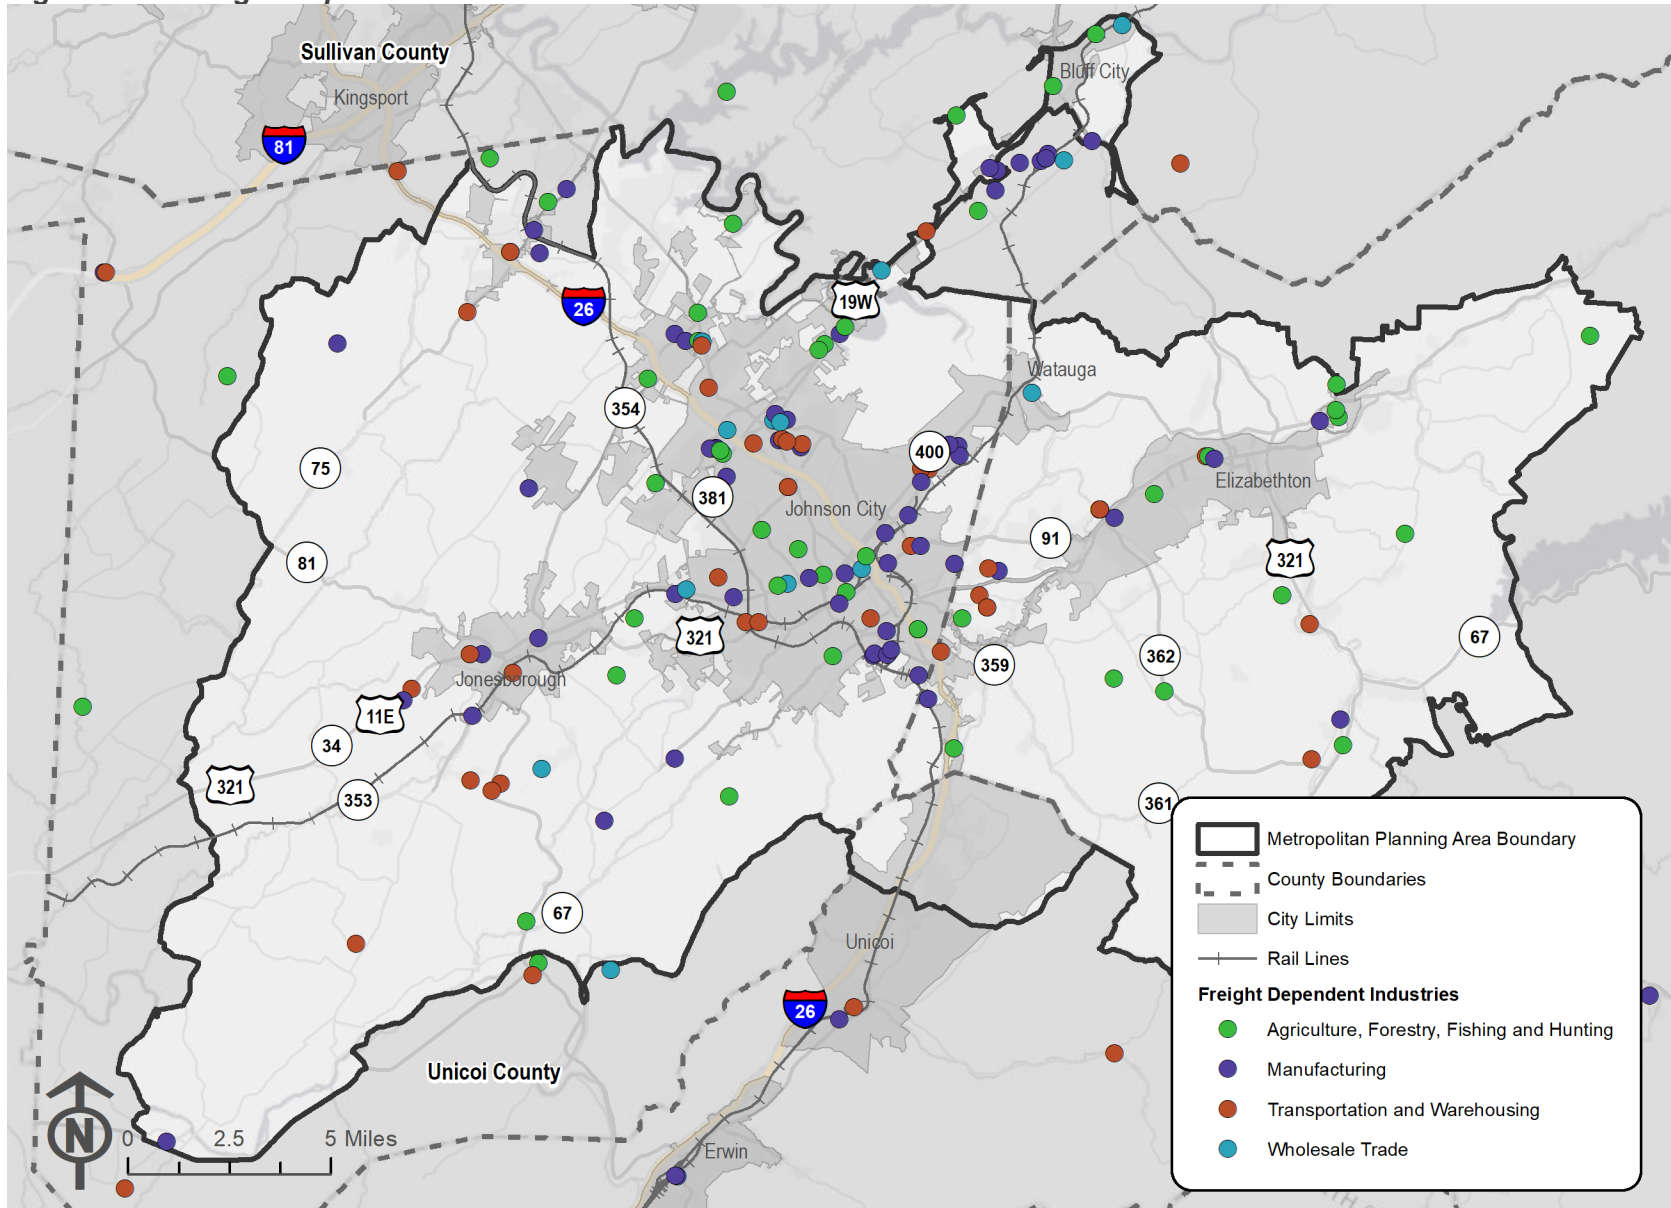 Sullivan County
Kingsport
Bluff City
81
19W
26
Watauga
354
75
400
Elizabethton
381
Johnson City
91
81
321
321
67
362
359
Jonesborough
11E
34
321
353
361
67
Unicoi
26
Unicoi County
Erwin
N
0 2.5 5 Miles
Metropolitan Planning Area Boundary
County Boundaries
City Limits
Rail Lines
Freight Dependent Industries
Agriculture, Forestry, Fishing and Hunting
Manufacturing
Transportation and Warehousing
Wholesale Trade